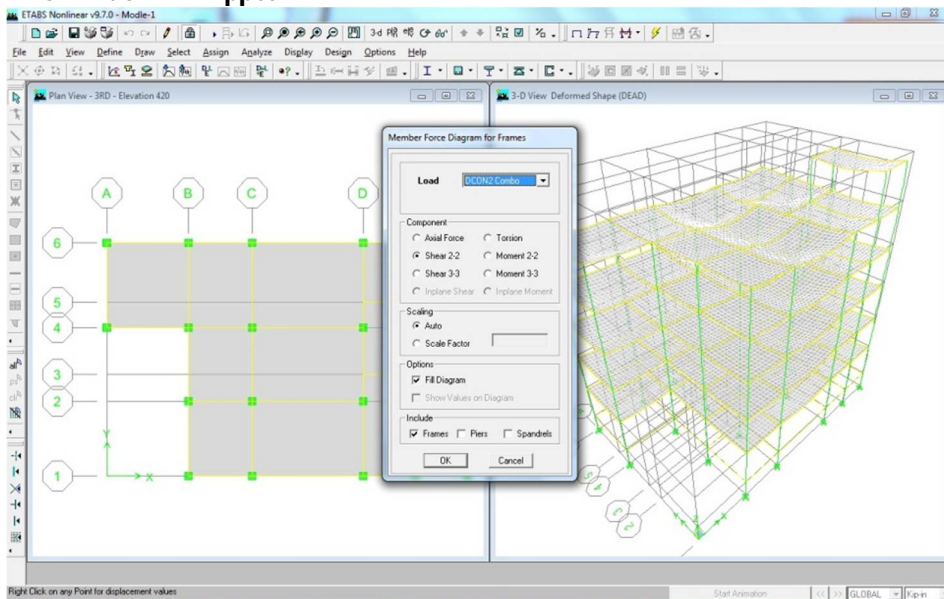 ETABS Nonlinear v9.7.0 - Modle-1
File Edit View Define Draw Select Assign Analyze Display Design Options Help
Plan View - 3RD - Elevation 420
3-D View Deformed Shape (DEAD)
A B C D
6
5
4
3
2
1
Y
X
Member Force Diagram for Frames
Load DCON2 Combo
Component
Axial Force Torsion
Shear 2-2 Moment 2-2
Shear 3-3 Moment 3-3
Inplane Shear Inplane Moment
Scaling
Auto
Scale Factor
Options
Fill Diagram
Show Values on Diagram
Include
Frames Piers Spandrels
OK Cancel
Right Click on any Point for displacement values
Start Animation << >> GLOBAL Kip-in